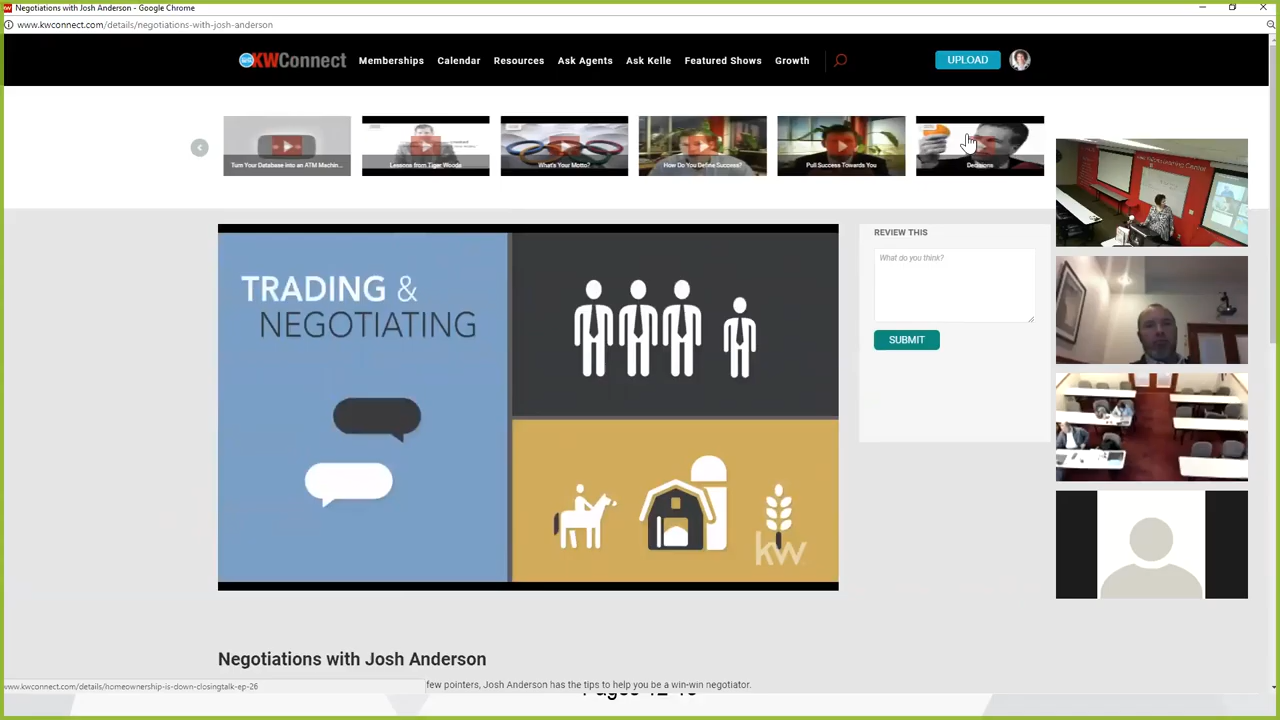 Negotiations with Josh Anderson - Google Chrome
www.kwconnect.com/details/negotiations-with-josh-anderson
KWConnect Memberships Calendar Resources Ask Agents Ask Kelle Featured Shows Growth UPLOAD
Turn Your Database into an ATM Machin...
Lessons from Tiger Woods
What's Your Motto?
How Do You Define Success?
Pull Success Towards You
Decisions
TRADING &
NEGOTIATING
kw
REVIEW THIS
What do you think?
SUBMIT
Negotiations with Josh Anderson
few pointers, Josh Anderson has the tips to help you be a win-win negotiator.
www.kwconnect.com/details/homeownership-is-down-closingtalk-ep-26